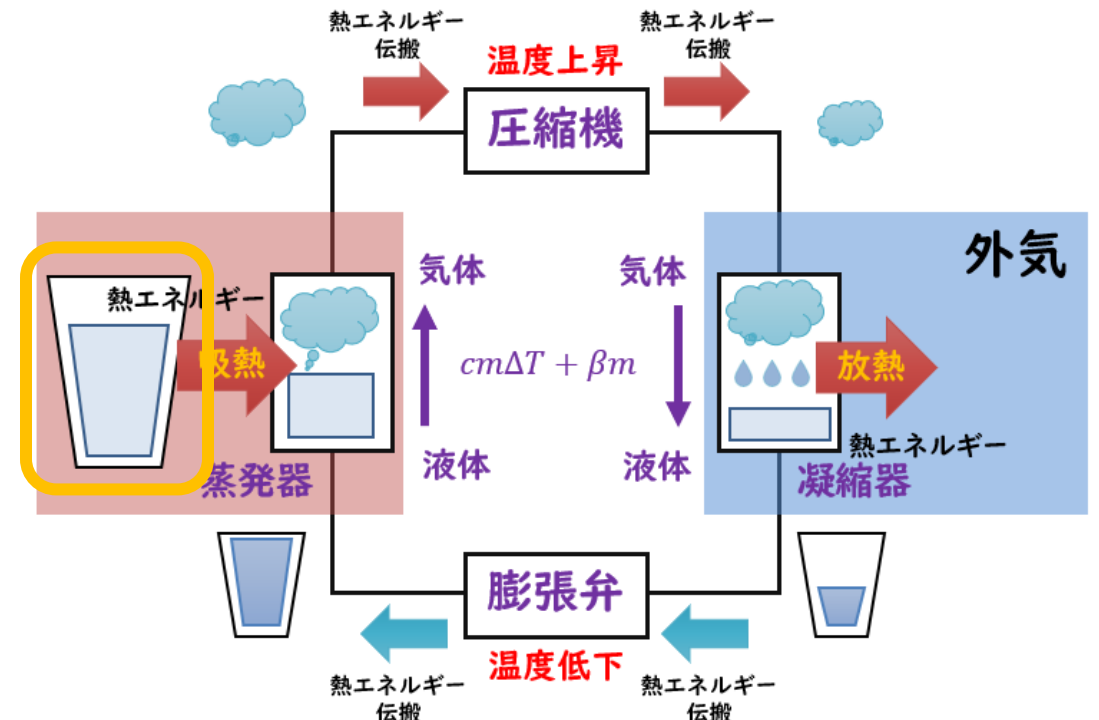 熱エネルギー
伝搬
温度上昇
熱エネルギー
伝搬
圧縮機
外気
気体
気体
熱エネルギー
吸熱
cmΔT + βm
放熱
液体
液体
熱エネルギー
蒸発器
凝縮器
膨張弁
温度低下
熱エネルギー
伝搬
熱エネルギー
伝搬